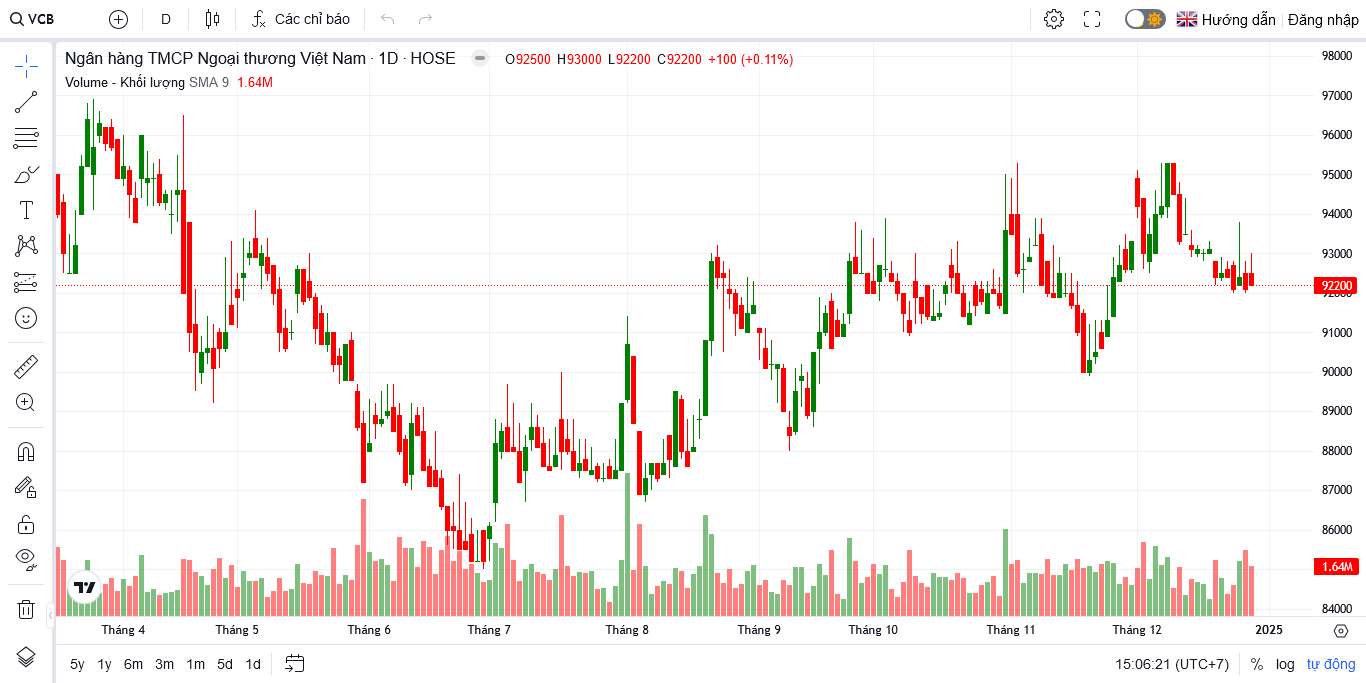 VCB D Các chỉ báo Hướng dẫn Đăng nhập
Ngân hàng TMCP Ngoại thương Việt Nam · 1D · HOSE O92500 H93000 L92200 C92200 +100 (+0.11%)
Volume - Khối lượng SMA 9 1.64M
98000
97000
96000
95000
94000
93000
92200
92000
91000
90000
89000
88000
87000
86000
1.64M
84000
Tháng 4 Tháng 5 Tháng 6 Tháng 7 Tháng 8 Tháng 9 Tháng 10 Tháng 11 Tháng 12 2025
5y 1y 6m 3m 1m 5d 1d 15:06:21 (UTC+7) % log tự động